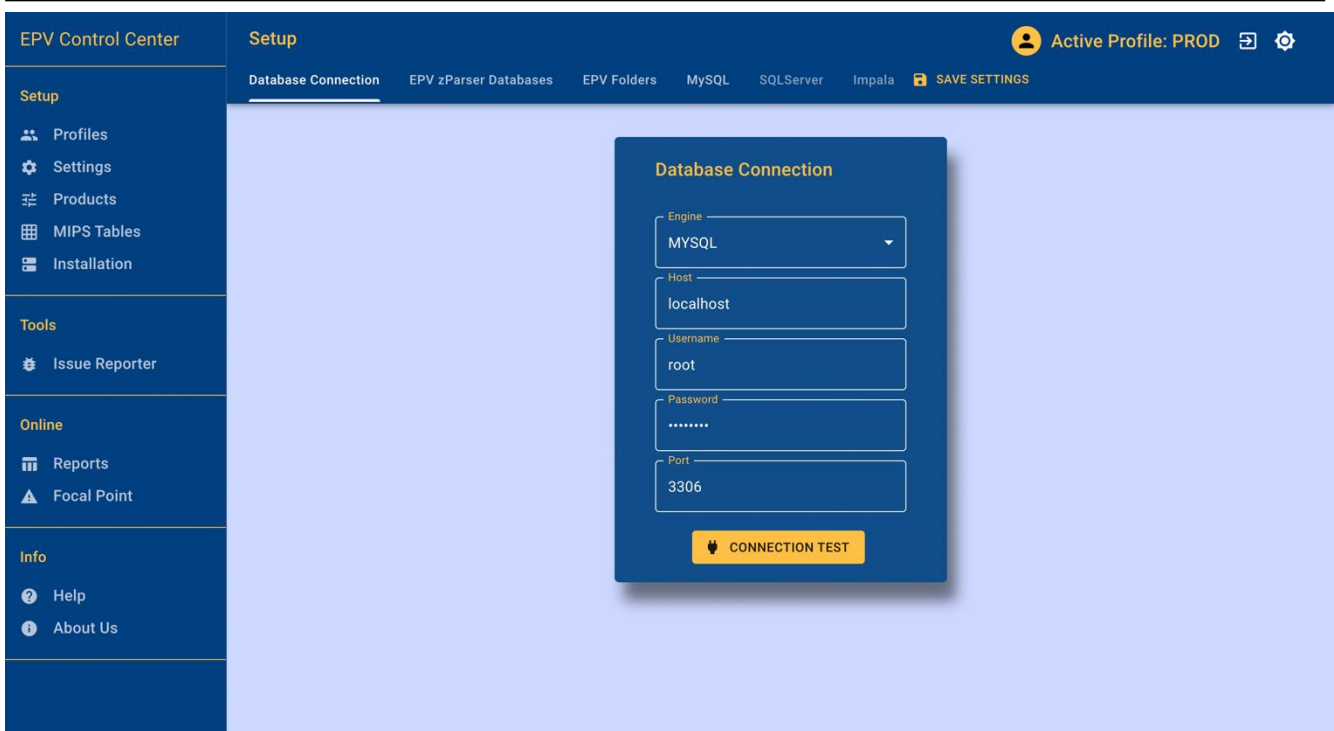 EPV Control Center
Setup
Profiles
Settings
Products
MIPS Tables
Installation
Tools
Issue Reporter
Online
Reports
Focal Point
Info
Help
About Us
Setup
Active Profile: PROD
Database Connection EPV zParser Databases EPV Folders MySQL SQLServer Impala SAVE SETTINGS
Database Connection
Engine
MYSQL
Host
localhost
Username
root
Password
••••••••
Port
3306
CONNECTION TEST